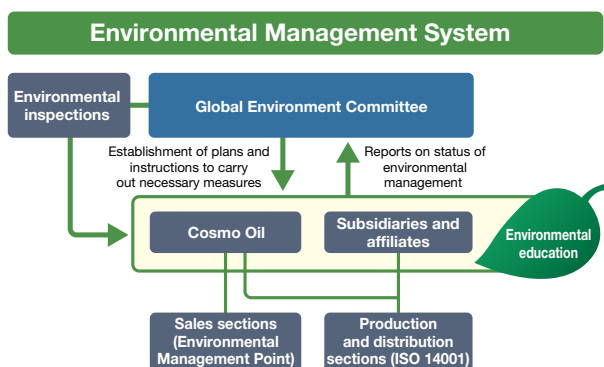 Environmental Management System
Environmental
inspections
Global Environment Committee
Establishment of plans and
instructions to carry
out necessary measures
Reports on status of
environmental
management
Cosmo Oil
Subsidiaries and
affiliates
Environmental
education
Sales sections
(Environmental
Management Point)
Production
and distribution
sections (ISO 14001)